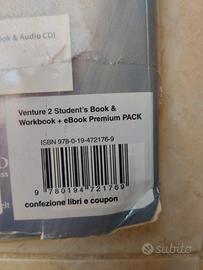 ook & Audio CD)
Venture 2 Student's Book &
Workbook + eBook Premium PACK
ISBN 978-0-19-472176-9
9 780194 721769
confezione libri e coupon
subito